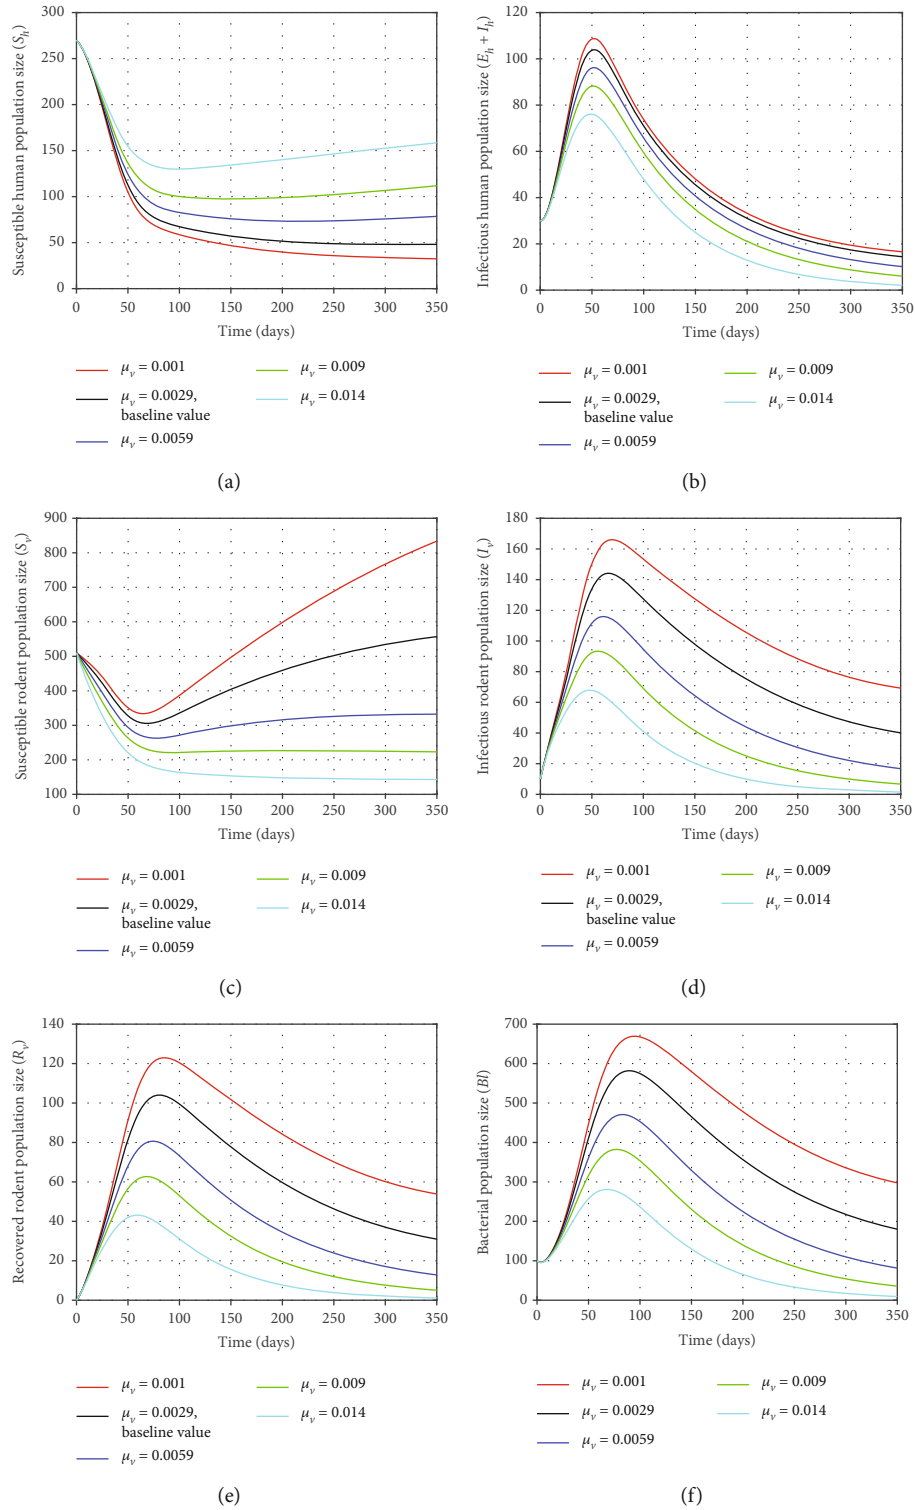 300
250
200
150
100
50
0
0 50 100 150 200 250 300 350
Susceptible human population size (S_h)
Time (days)
μ_v = 0.001
μ_v = 0.0029,
baseline value
μ_v = 0.0059
μ_v = 0.009
μ_v = 0.014
(a)
120
100
80
60
40
20
0
0 50 100 150 200 250 300 350
Infectious human population size (E_h + I_h)
Time (days)
μ_v = 0.001
μ_v = 0.0029,
baseline value
μ_v = 0.0059
μ_v = 0.009
μ_v = 0.014
(b)
900
800
700
600
500
400
300
200
100
0 50 100 150 200 250 300 350
Susceptible rodent population size (S_v)
Time (days)
μ_v = 0.001
μ_v = 0.0029,
baseline value
μ_v = 0.0059
μ_v = 0.009
μ_v = 0.014
(c)
180
160
140
120
100
80
60
40
20
0
0 50 100 150 200 250 300 350
Infectious rodent population size (I_v)
Time (days)
μ_v = 0.001
μ_v = 0.0029,
baseline value
μ_v = 0.0059
μ_v = 0.009
μ_v = 0.014
(d)
140
120
100
80
60
40
20
0
0 50 100 150 200 250 300 350
Recovered rodent population size (R_v)
Time (days)
μ_v = 0.001
μ_v = 0.0029,
baseline value
μ_v = 0.0059
μ_v = 0.009
μ_v = 0.014
(e)
700
600
500
400
300
200
100
0
0 50 100 150 200 250 300 350
Bacterial population size (Bl)
Time (days)
μ_v = 0.001
μ_v = 0.0029
μ_v = 0.0059
μ_v = 0.009
μ_v = 0.014
(f)